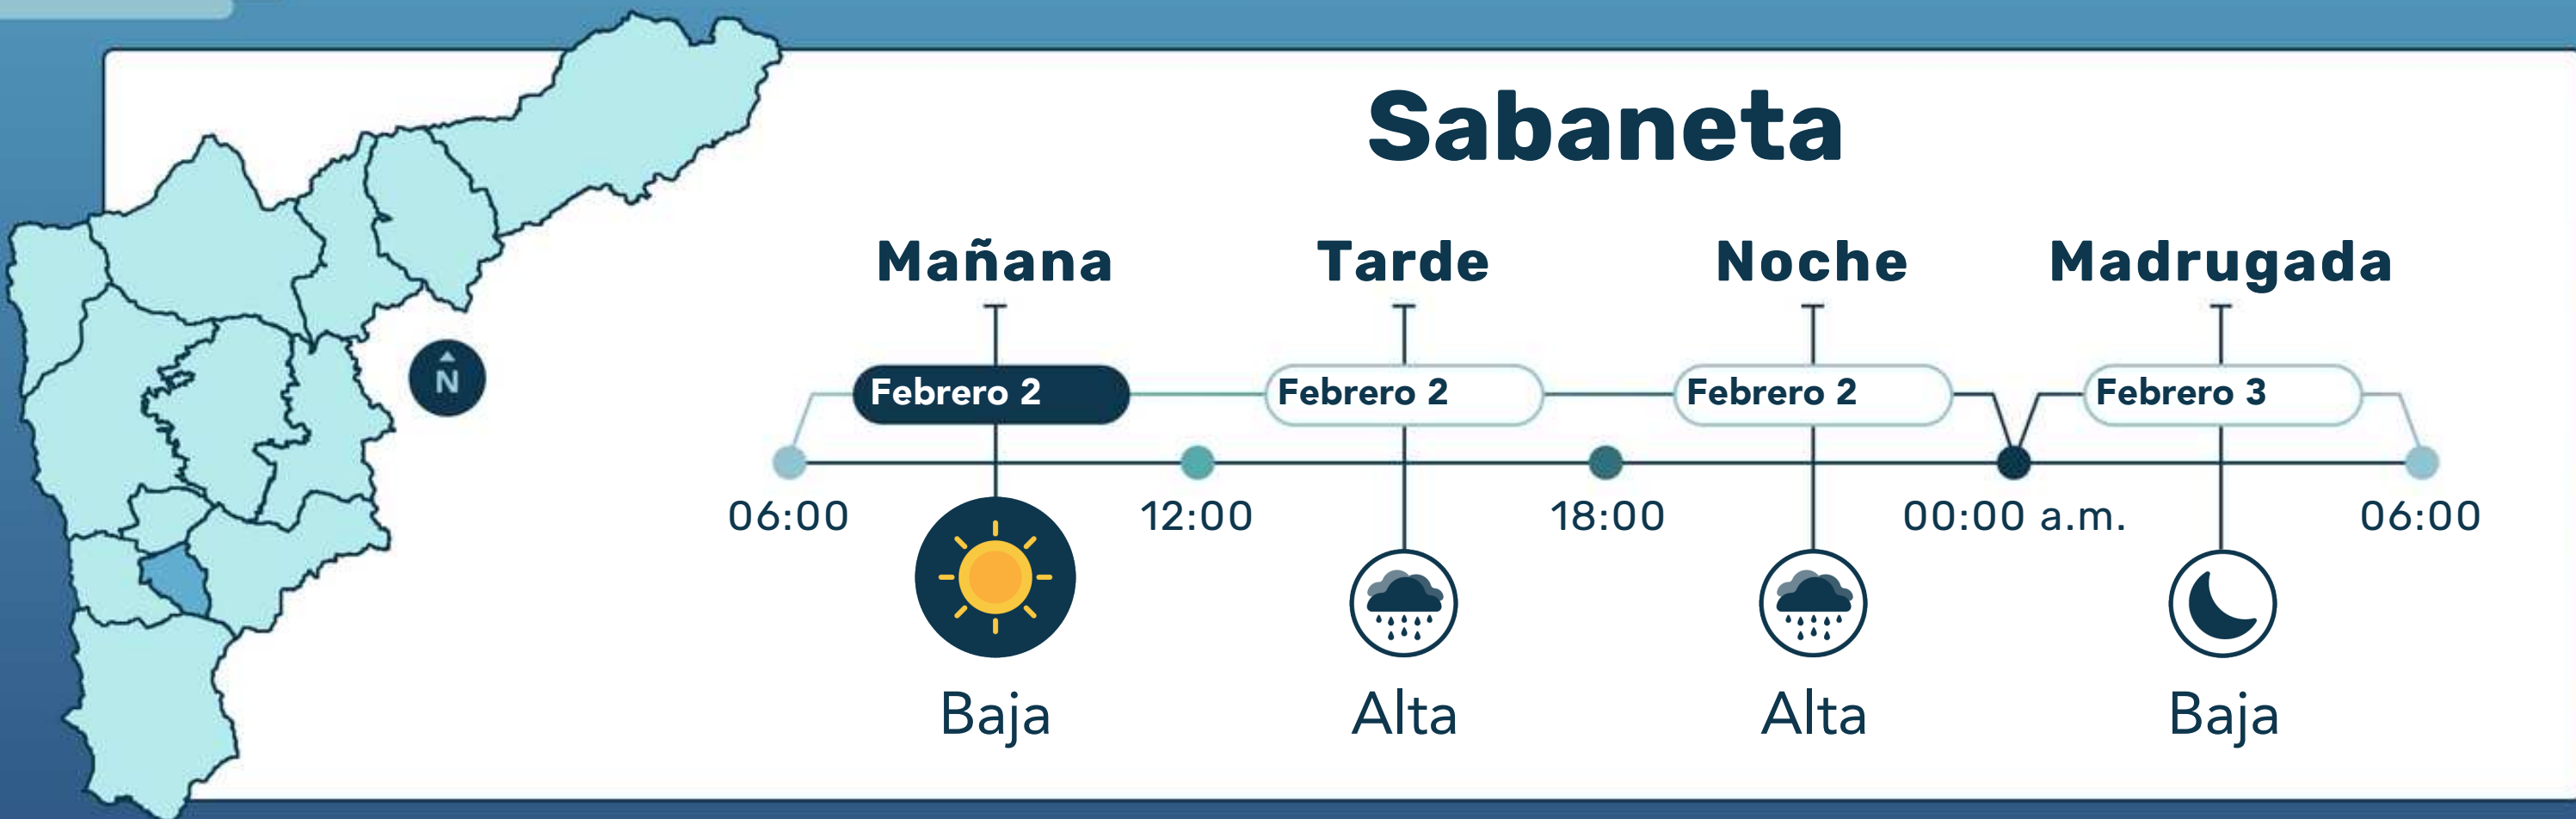 Sabaneta
Mañana Tarde Noche Madrugada
Febrero 2 Febrero 2 Febrero 2 Febrero 3
N
06:00 12:00 18:00 00:00 a.m. 06:00
Baja Alta Alta Baja